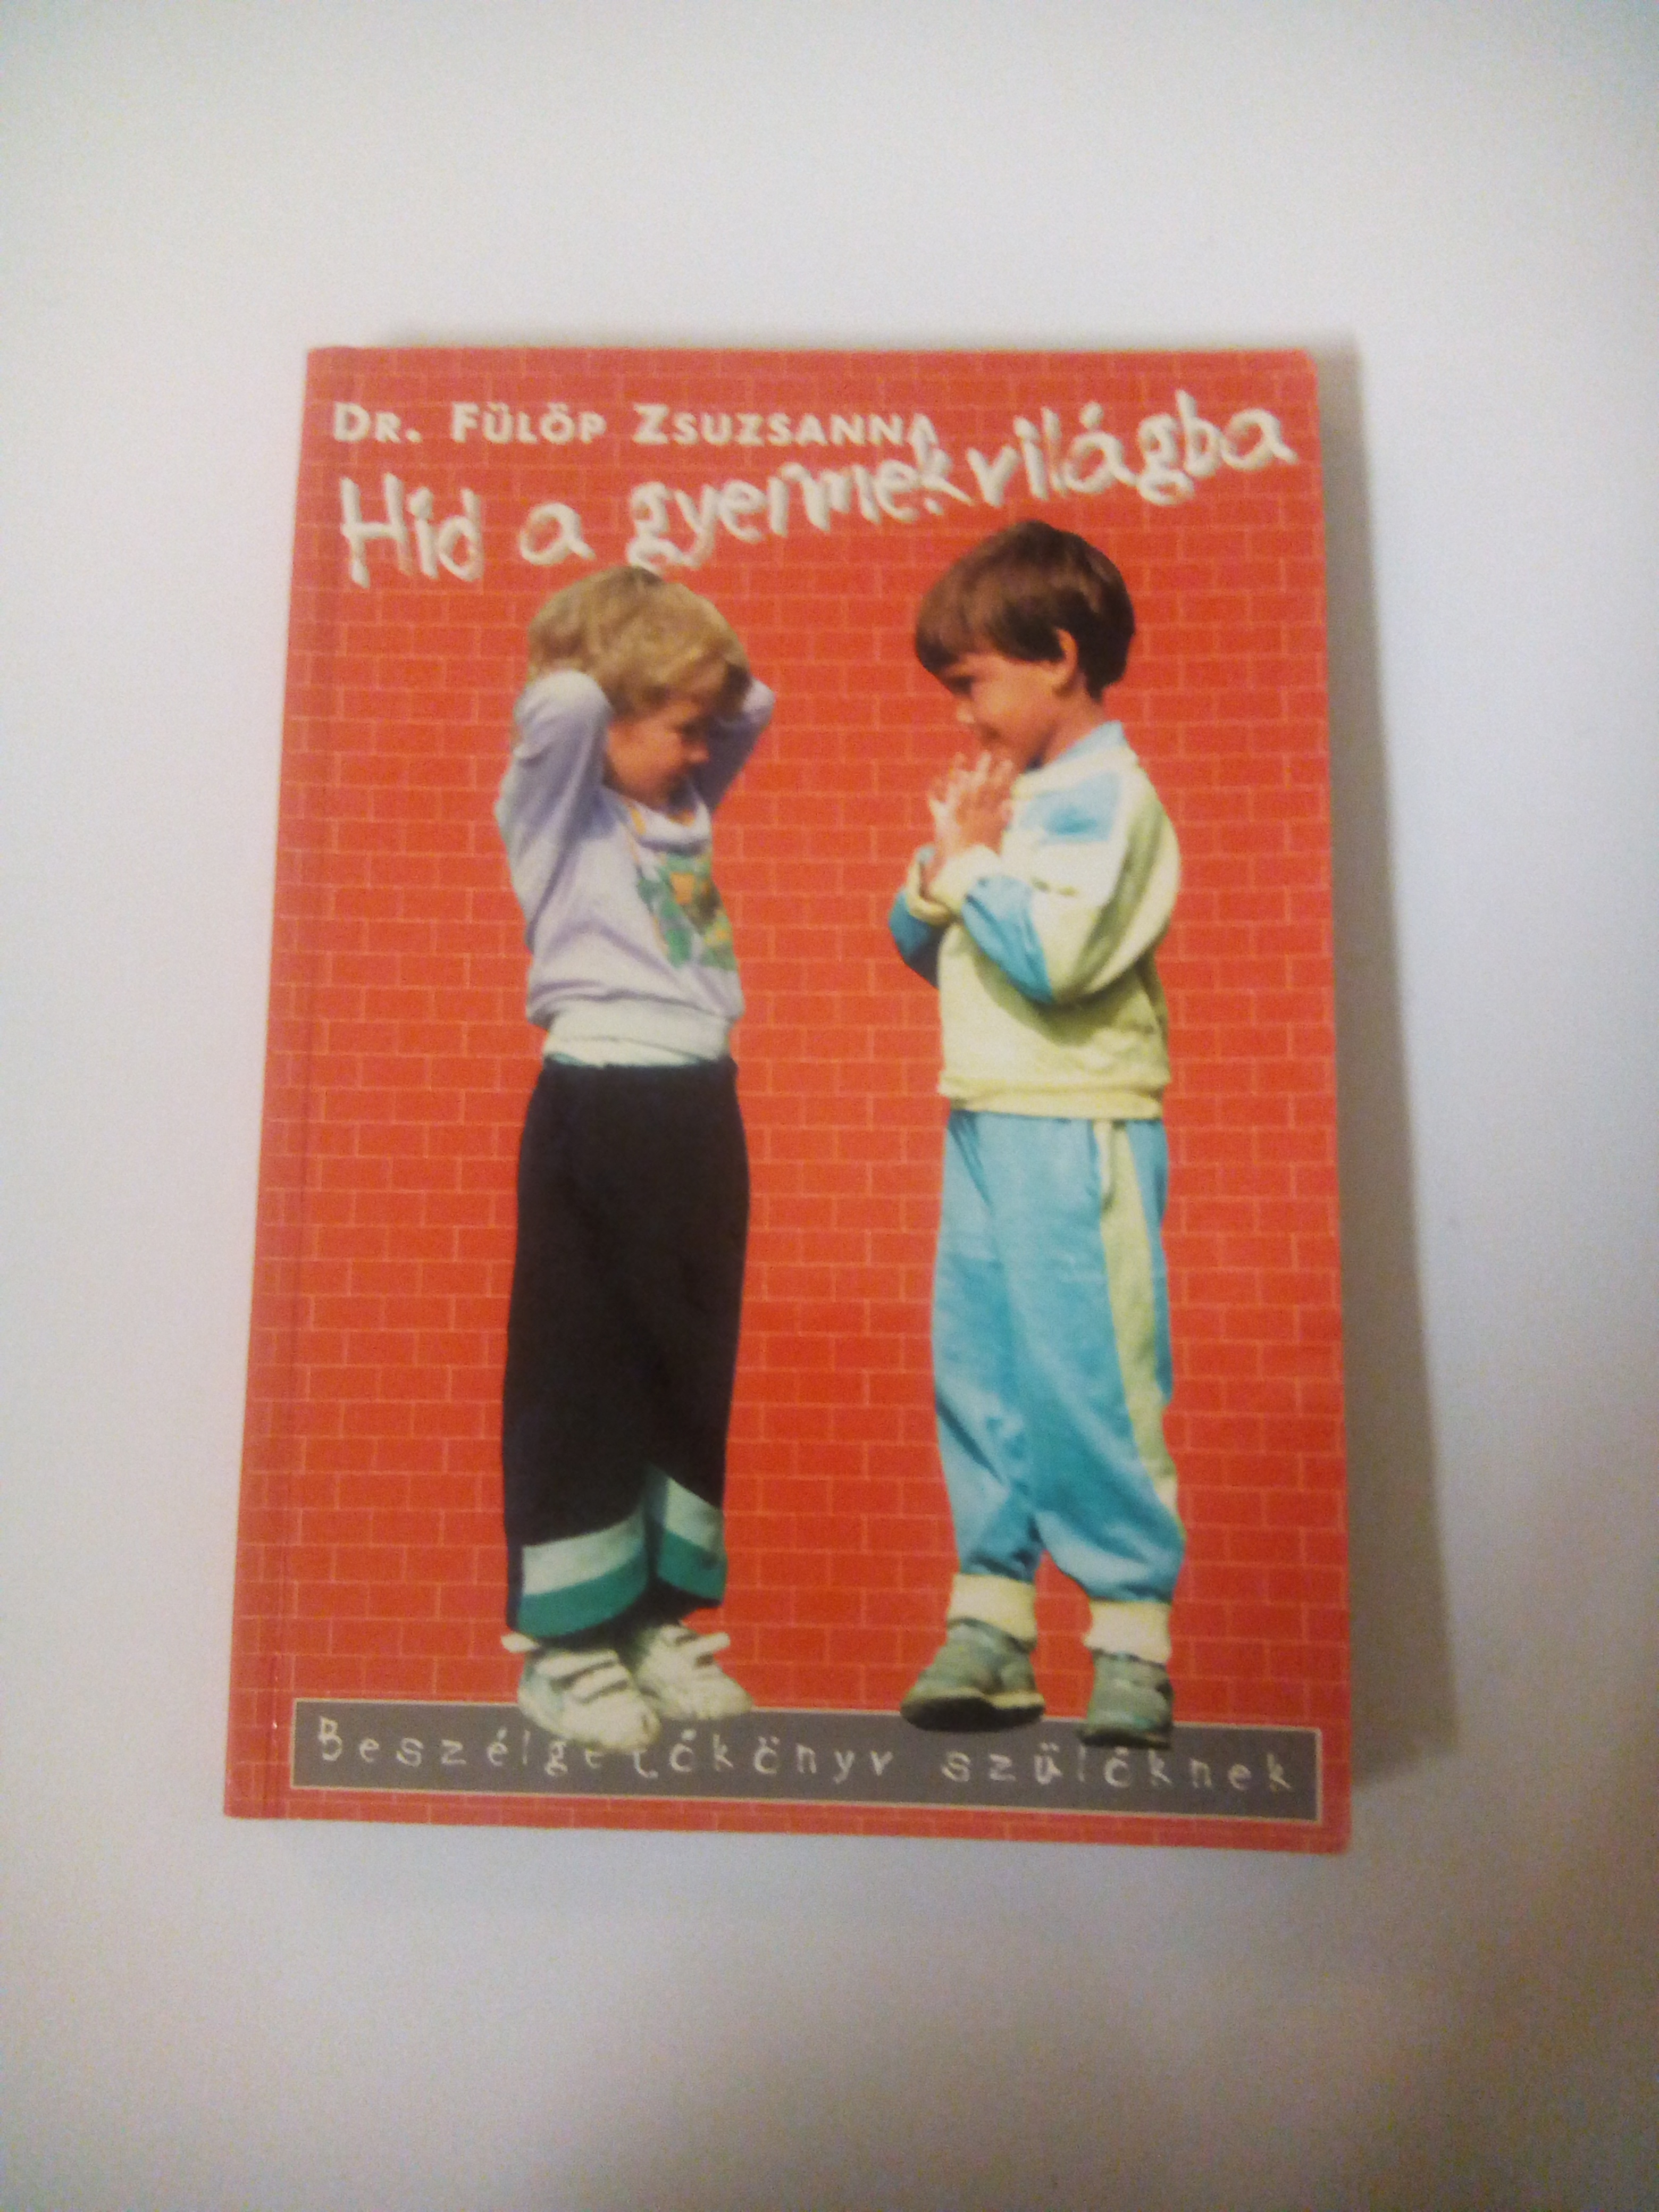 DR. FÜLÖP ZSUZSANNA
Híd a gyermekvilágba
Beszélgetőkönyv szülőknek